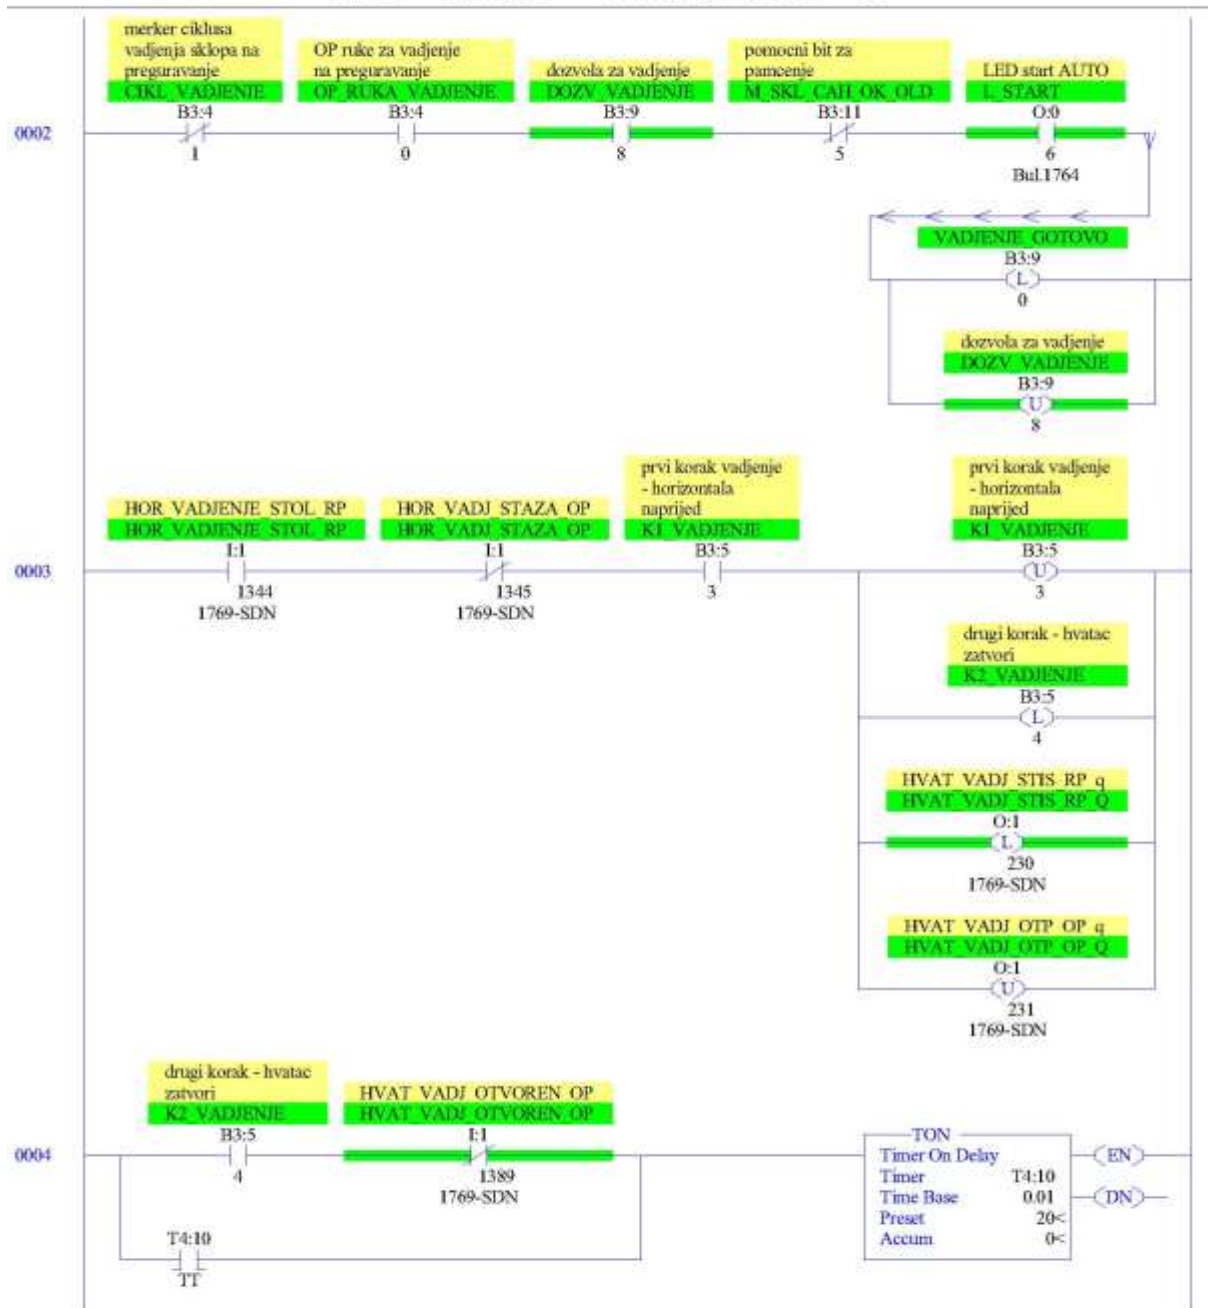 merker ciklusa
vadjenja sklopa na
preguravanje
CIKL_VADJENJE
B3:4
1
OP ruke za vadjenje
na preguravanje
OP_RUKA_VADJENJE
B3:4
0
dozvola za vadjenje
DOZV_VADJENJE
B3:9
8
pomocni bit za
pamcenje
M_SKL_CAH_OK_OLD
B3:11
5
LED start AUTO
L_START
O:0
6
Bul.1764
0002
VADJENJE_GOTOVO
B3:9
L
0
dozvola za vadjenje
DOZV_VADJENJE
B3:9
U
8
HOR_VADJENJE_STOL_RP
HOR_VADJENJE_STOL_RP
I:1
1344
1769-SDN
HOR_VADJ_STAZA_OP
HOR_VADJ_STAZA_OP
I:1
1345
1769-SDN
prvi korak vadjenje
- horizontala
naprijed
K1_VADJENJE
B3:5
3
prvi korak vadjenje
- horizontala
naprijed
K1_VADJENJE
B3:5
U
3
0003
drugi korak - hvatac
zatvori
K2_VADJENJE
B3:5
L
4
HVAT_VADJ_STIS_RP_q
HVAT_VADJ_STIS_RP_Q
O:1
L
230
1769-SDN
HVAT_VADJ_OTP_OP_q
HVAT_VADJ_OTP_OP_Q
O:1
U
231
1769-SDN
drugi korak - hvatac
zatvori
K2_VADJENJE
B3:5
4
HVAT_VADJ_OTVOREN_OP
HVAT_VADJ_OTVOREN_OP
I:1
1389
1769-SDN
0004
T4:10
TT
TON
Timer On Delay
Timer T4:10
Time Base 0.01
Preset 20<
Accum 0<
EN
DN